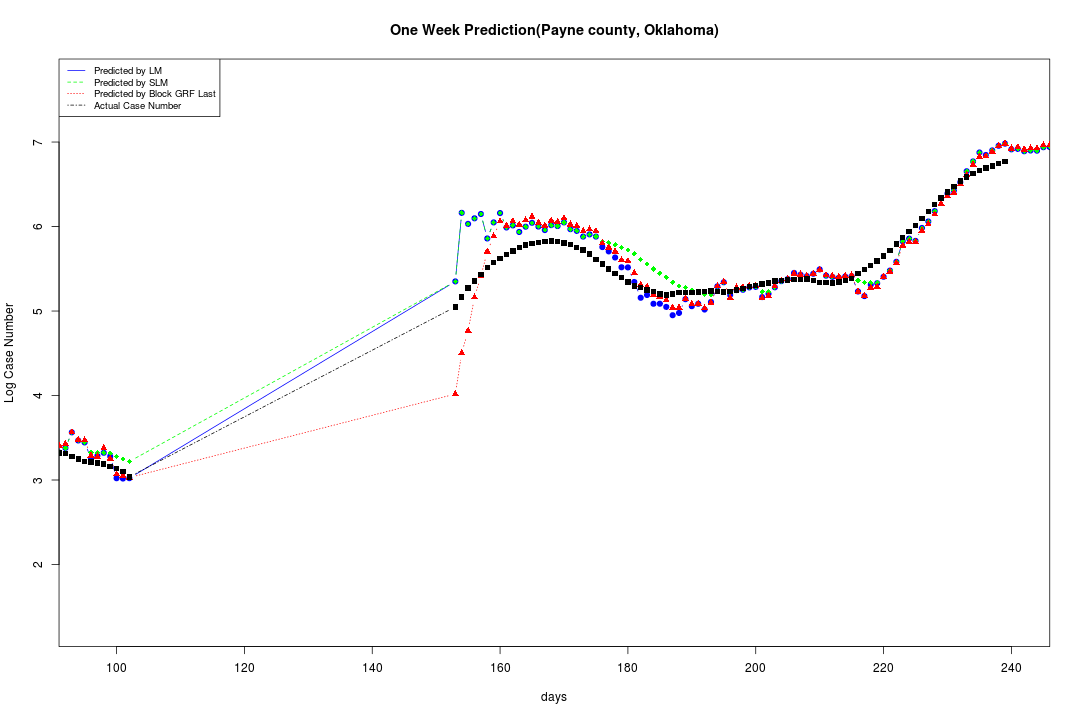 One Week Prediction(Payne county, Oklahoma)
Predicted by LM
Predicted by SLM
Predicted by Block GRF Last
Actual Case Number
7
6
5
4
3
2
Log Case Number
100 120 140 160 180 200 220 240
days